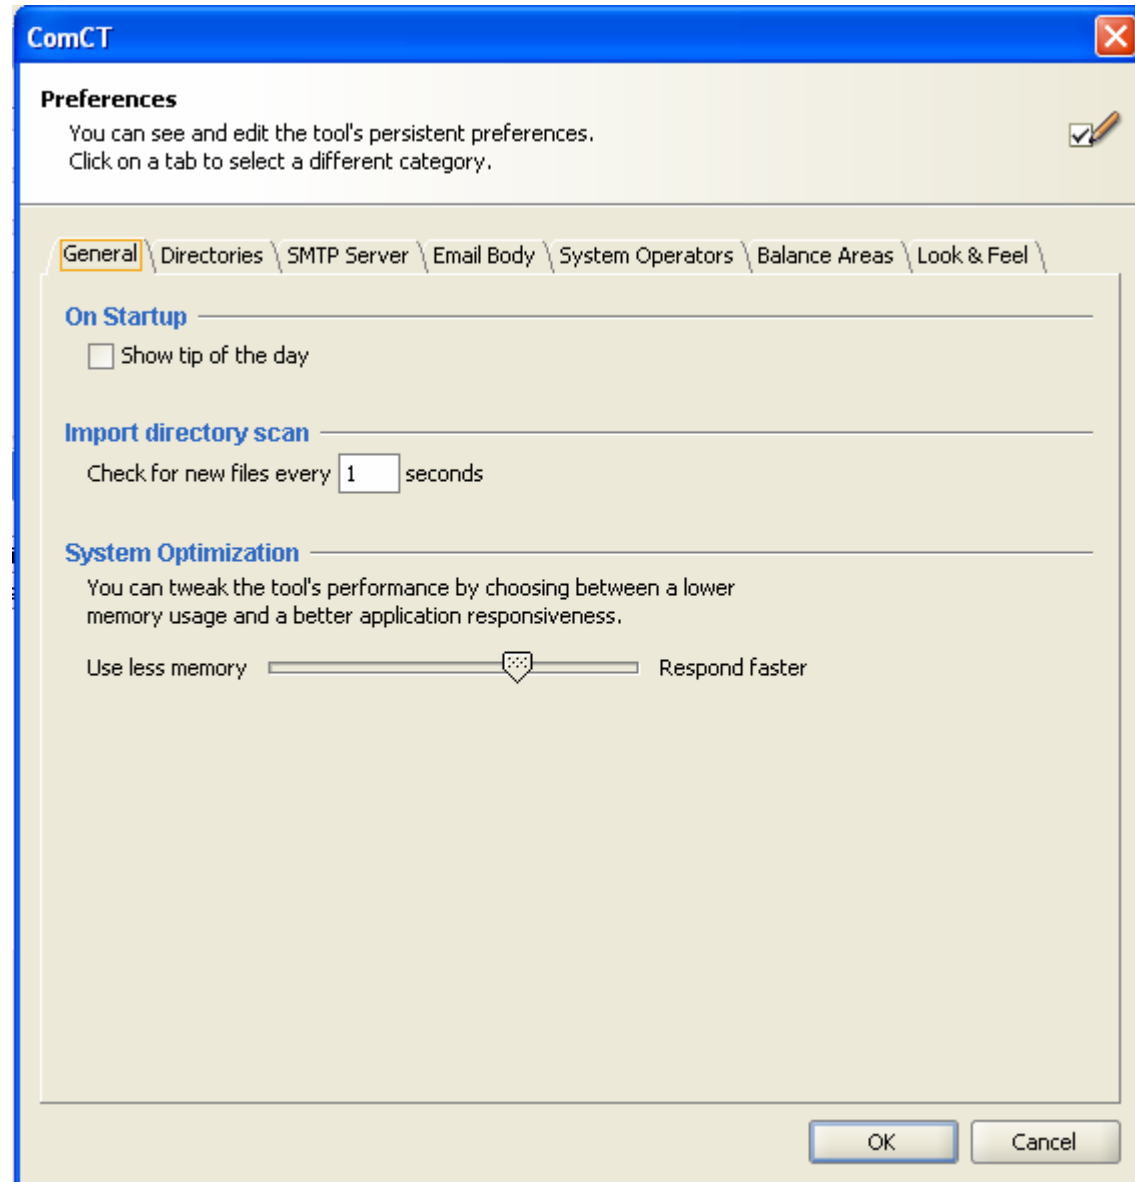 ComCT
Preferences
You can see and edit the tool's persistent preferences.
Click on a tab to select a different category.
General Directories SMTP Server Email Body System Operators Balance Areas Look & Feel
On Startup
Show tip of the day
Import directory scan
Check for new files every 1 seconds
System Optimization
You can tweak the tool's performance by choosing between a lower
memory usage and a better application responsiveness.
Use less memory Respond faster
OK Cancel